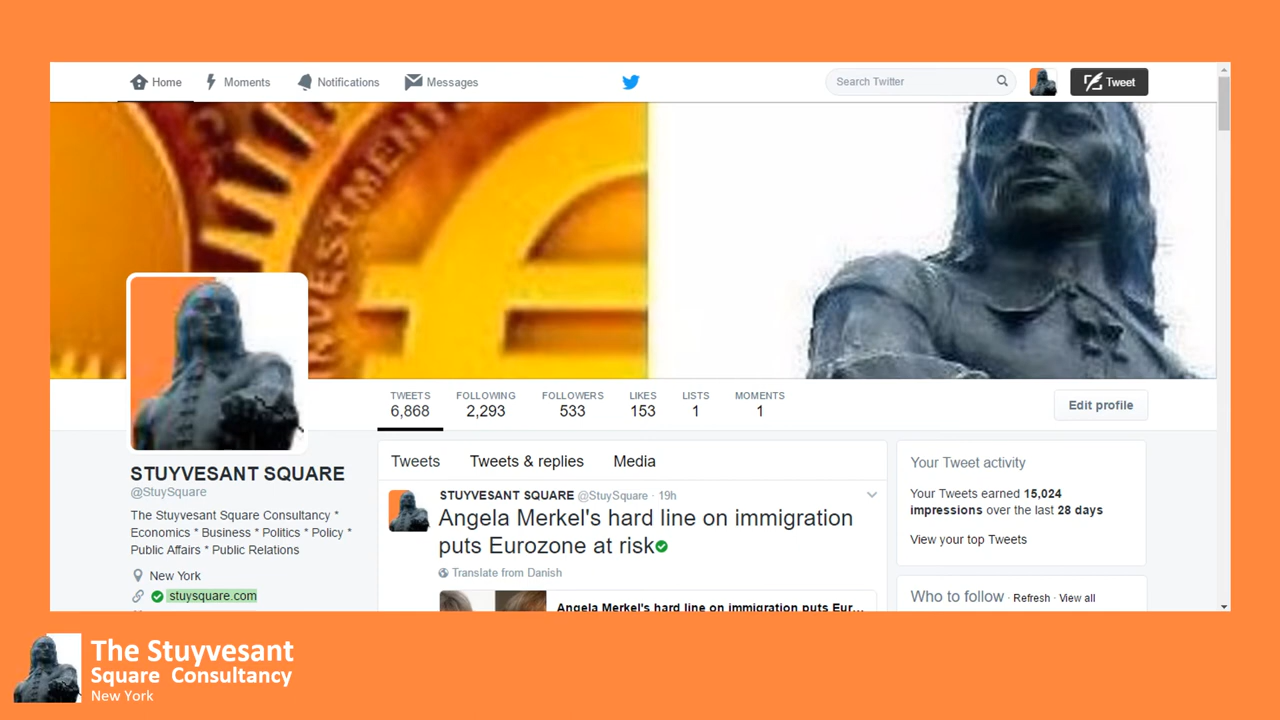 Home Moments Notifications Messages Search Twitter Tweet
INVESTMENT
TWEETS FOLLOWING FOLLOWERS LIKES LISTS MOMENTS
6,868 2,293 533 153 1 1
Edit profile
STUYVESANT SQUARE
@StuySquare
The Stuyvesant Square Consultancy *
Economics * Business * Politics * Policy *
Public Affairs * Public Relations
New York
stuysquare.com
Tweets Tweets & replies Media
STUYVESANT SQUARE @StuySquare · 19h
Angela Merkel's hard line on immigration
puts Eurozone at risk
Translate from Danish
Angela Merkel's hard line on immigration puts Eur...
Your Tweet activity
Your Tweets earned 15,024
impressions over the last 28 days
View your top Tweets
Who to follow · Refresh · View all
The Stuyvesant
Square Consultancy
New York